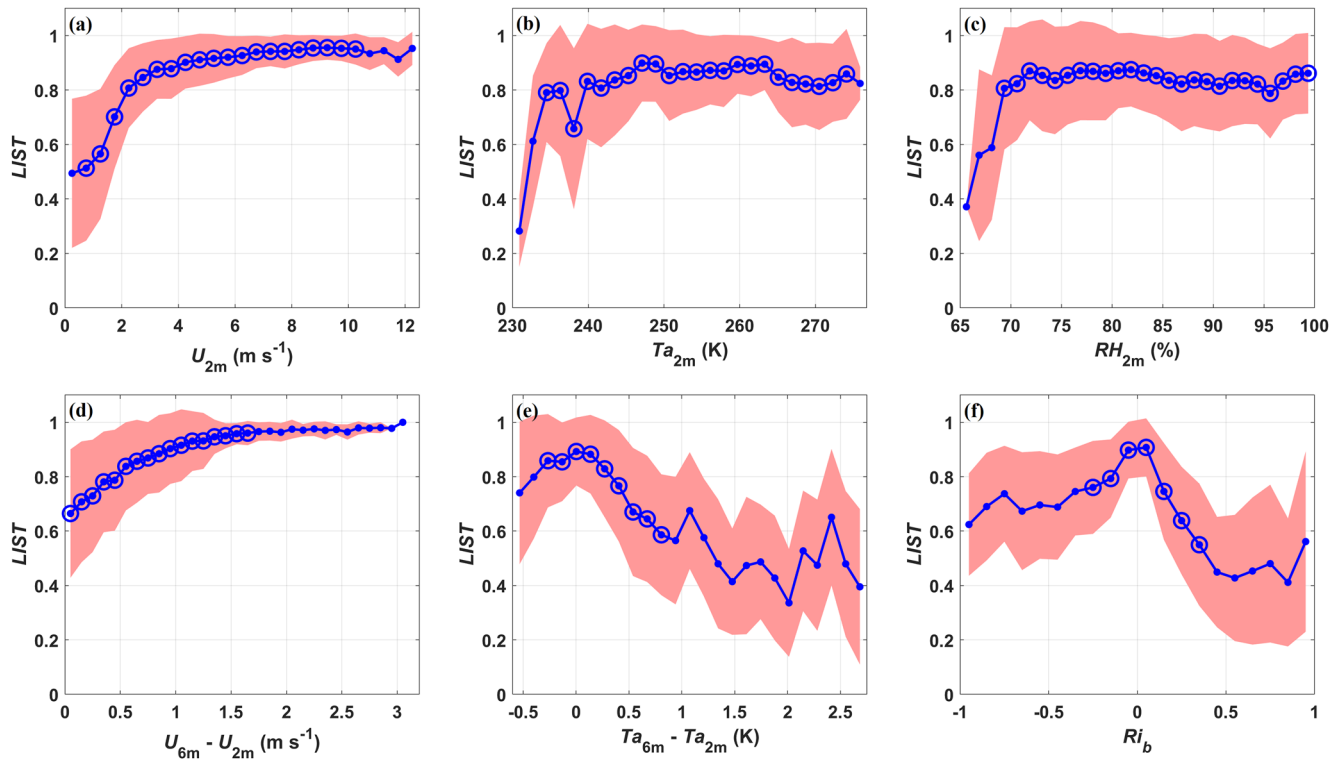 (a)
LIST
1
0.8
0.6
0.4
0.2
0
0 2 4 6 8 10 12
U2m (m s-1)
(b)
LIST
1
0.8
0.6
0.4
0.2
0
230 240 250 260 270
Ta2m (K)
(c)
LIST
1
0.8
0.6
0.4
0.2
0
65 70 75 80 85 90 95 100
RH2m (%)
(d)
LIST
1
0.8
0.6
0.4
0.2
0
0 0.5 1 1.5 2 2.5 3
U6m - U2m (m s-1)
(e)
LIST
1
0.8
0.6
0.4
0.2
0
-0.5 0 0.5 1 1.5 2 2.5
Ta6m - Ta2m (K)
(f)
LIST
1
0.8
0.6
0.4
0.2
0
-1 -0.5 0 0.5 1
Rib